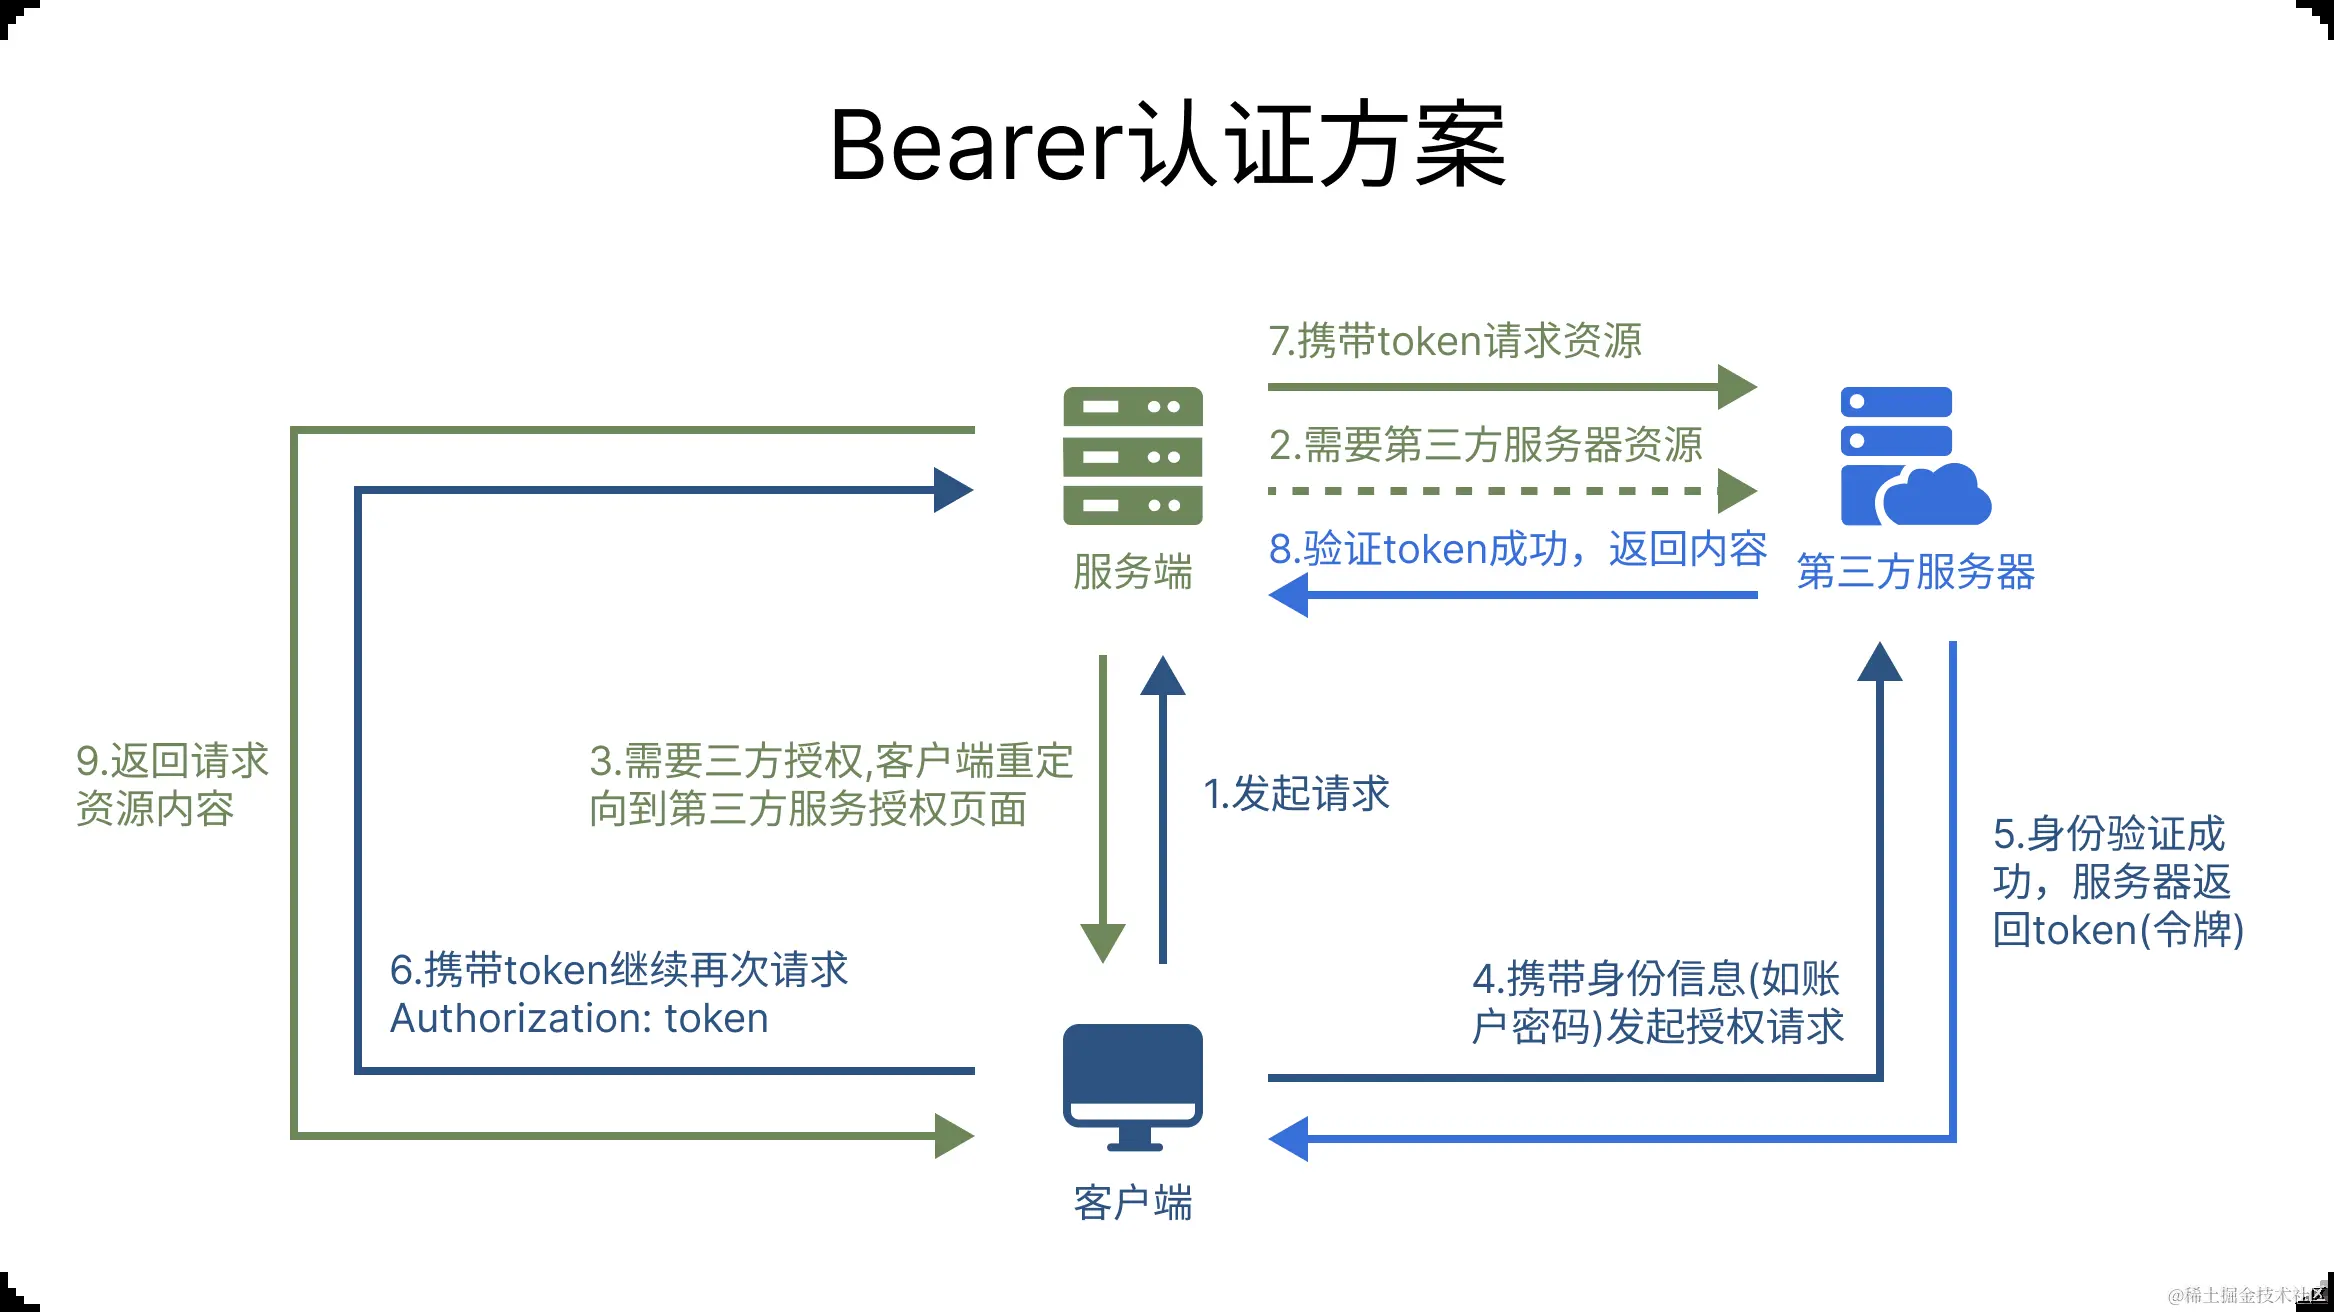 Bearer认证方案
7.携带token请求资源
2.需要第三方服务器资源
8.验证token成功，返回内容
服务端
第三方服务器
9.返回请求
资源内容
3.需要三方授权,客户端重定
向到第三方服务授权页面
1.发起请求
5.身份验证成
功，服务器返
回token(令牌)
6.携带token继续再次请求
Authorization: token
4.携带身份信息(如账
户密码)发起授权请求
客户端
@稀土掘金技术社区